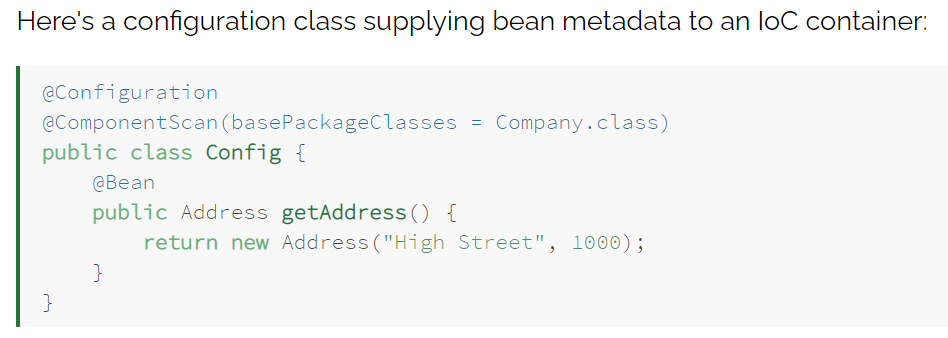 Here's a configuration class supplying bean metadata to an IoC container:
@Configuration
@ComponentScan(basePackageClasses = Company.class)
public class Config {
    @Bean
    public Address getAddress() {
        return new Address("High Street", 1000);
    }
}